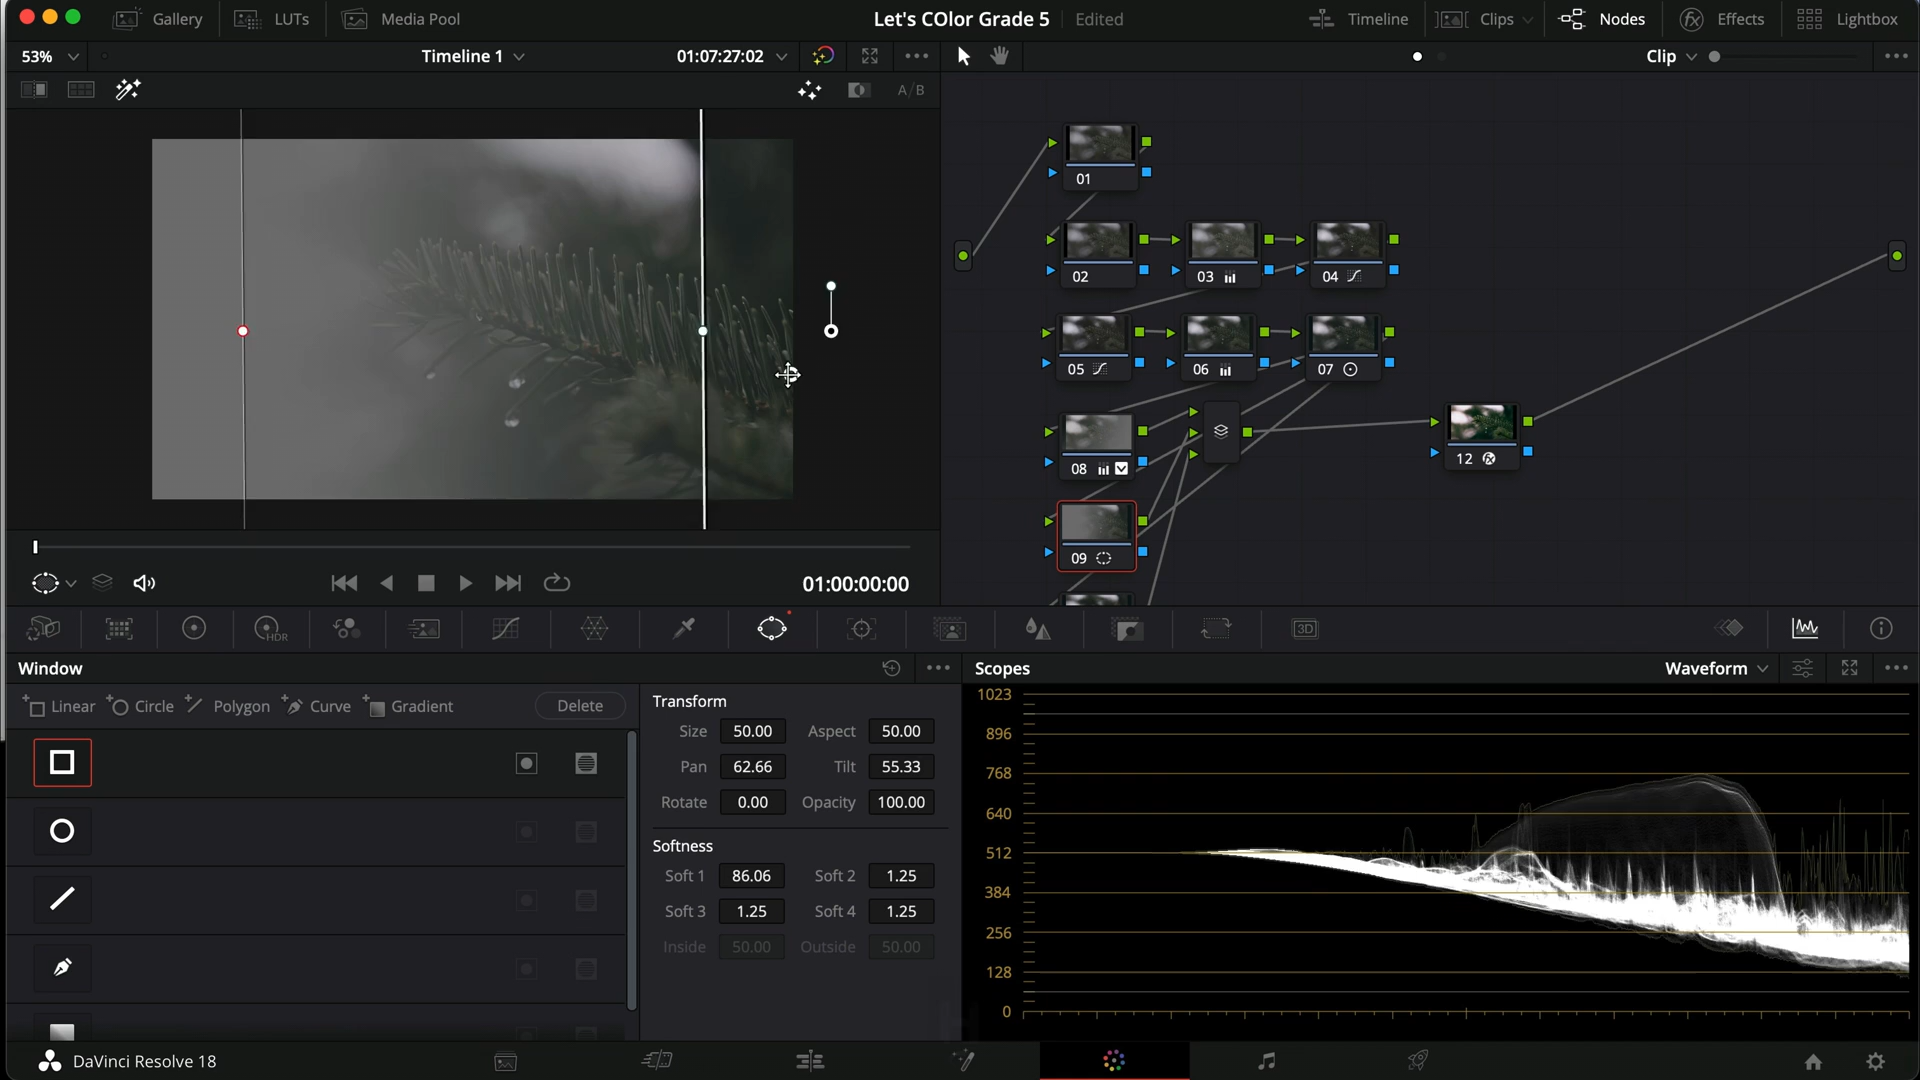 Gallery LUTs Media Pool Let's COlor Grade 5 Edited Timeline Clips Nodes Effects Lightbox
53% Timeline 1 01:07:27:02 Clip
A/B
01
02 03 04
05 06 07
08
09
12
01:00:00:00
HDR 3D
Window
Linear Circle Polygon Curve Gradient Delete
Transform
Size 50.00 Aspect 50.00
Pan 62.66 Tilt 55.33
Rotate 0.00 Opacity 100.00
Softness
Soft 1 86.06 Soft 2 1.25
Soft 3 1.25 Soft 4 1.25
Inside 50.00 Outside 50.00
Scopes Waveform
1023
896
768
640
512
384
256
128
0
DaVinci Resolve 18